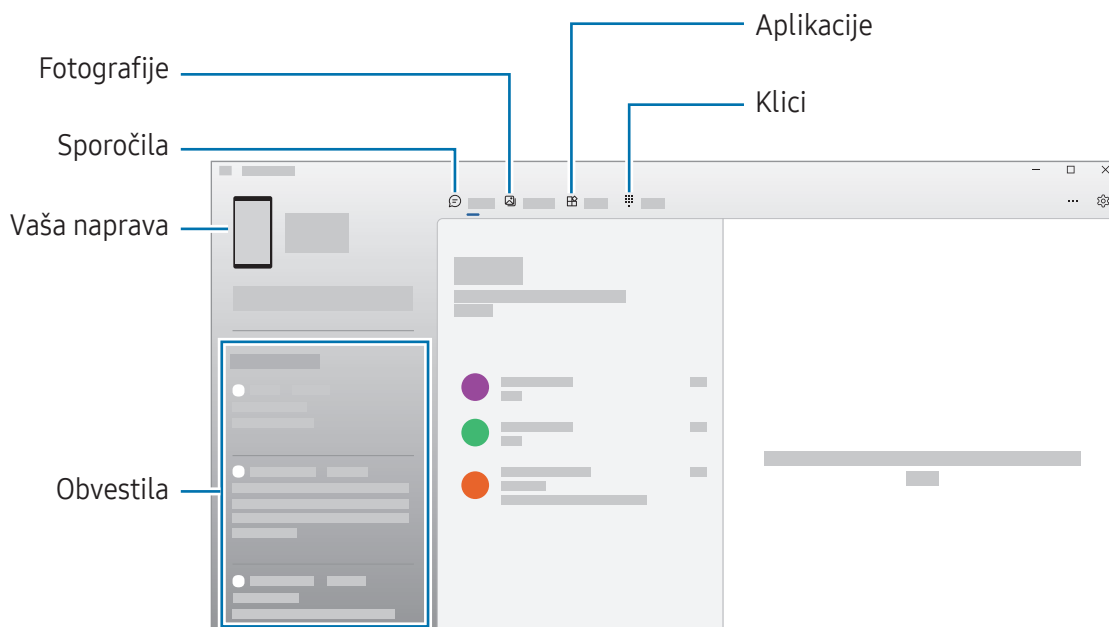 Aplikacije
Fotografije
Klici
Sporočila
Vaša naprava
Obvestila